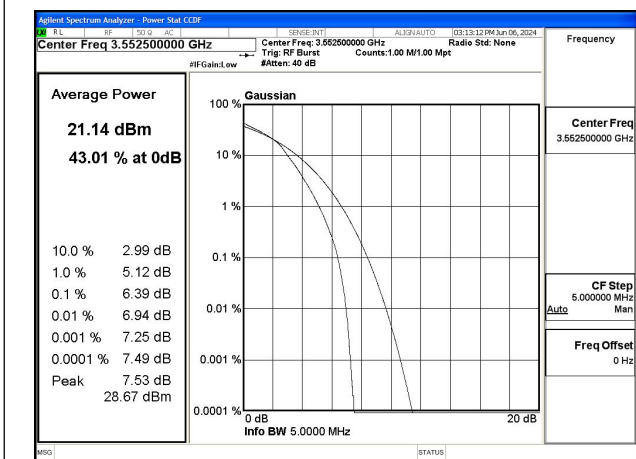 Agilent Spectrum Analyzer - Power Stat CCDF
RL RF 50 Ω AC SENSE:INT ALIGN AUTO 03:13:12 PM Jun 06, 2024
Center Freq 3.552500000 GHz
Center Freq: 3.552500000 GHz Radio Std: None
Trig: RF Burst Counts:1.00 M/1.00 Mpt
#IFGain:Low #Atten: 40 dB
Frequency
Average Power
21.14 dBm
43.01 % at 0dB
10.0 % 2.99 dB
1.0 % 5.12 dB
0.1 % 6.39 dB
0.01 % 6.94 dB
0.001 % 7.25 dB
0.0001 % 7.49 dB
Peak 7.53 dB
28.67 dBm
Gaussian
100 %
10 %
1 %
0.1 %
0.01 %
0.001 %
0.0001 %
0 dB 20 dB
Info BW 5.0000 MHz
Center Freq
3.552500000 GHz
CF Step
5.000000 MHz
Auto Man
Freq Offset
0 Hz
MSG STATUS